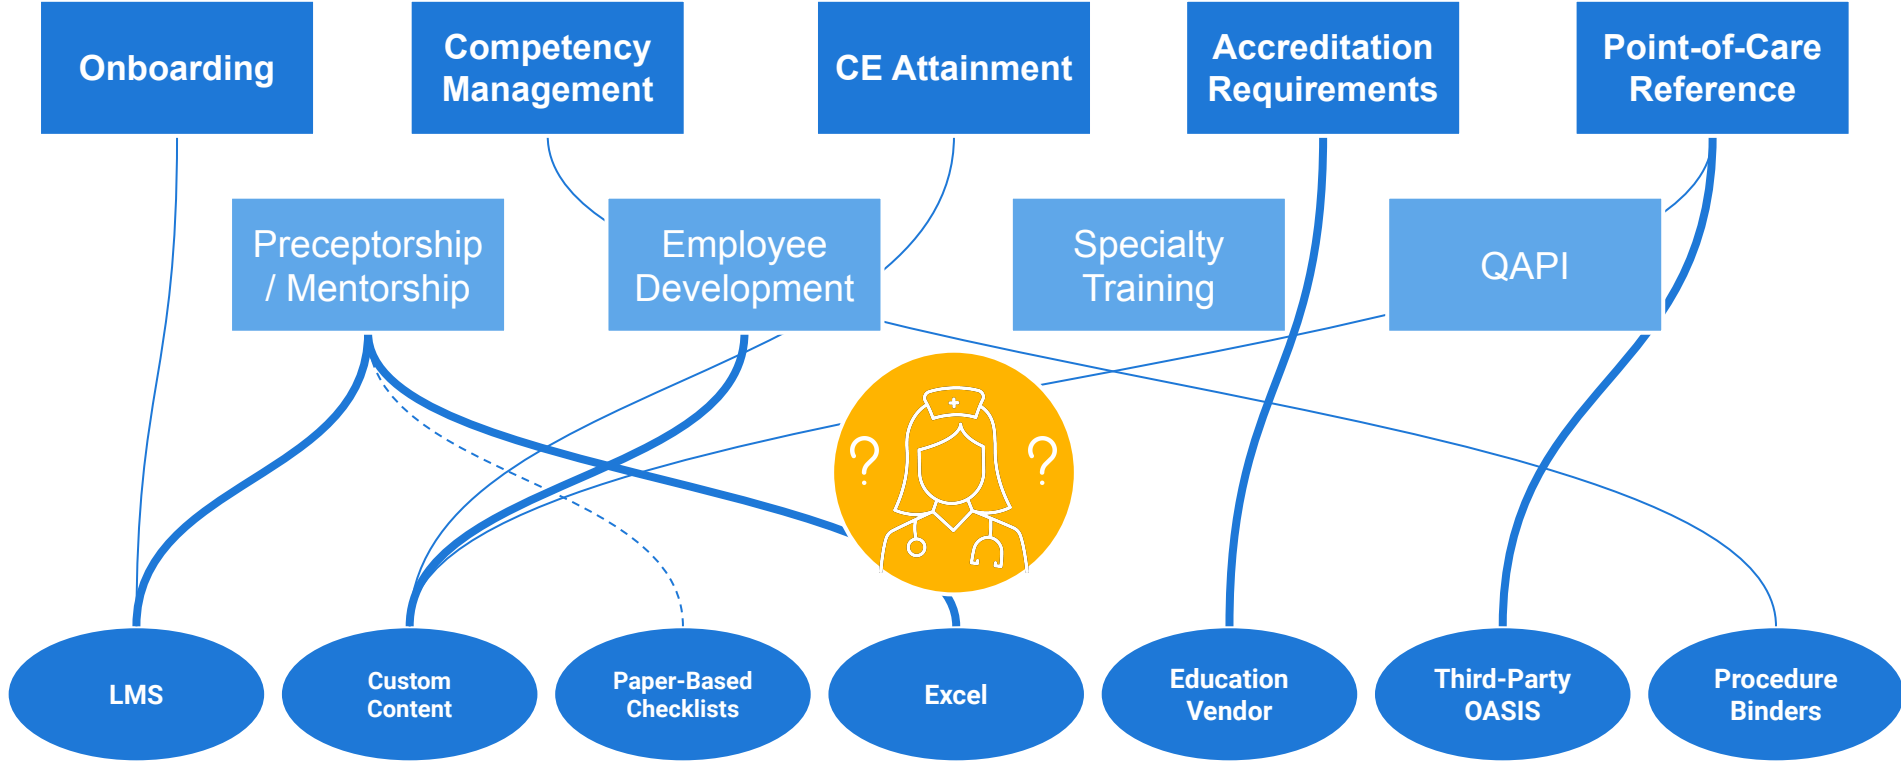 Onboarding
Competency
Management
CE Attainment
Accreditation
Requirements
Point-of-Care
Reference
Preceptorship
/ Mentorship
Employee
Development
Specialty
Training
QAPI
? ?
LMS
Custom
Content
Paper-Based
Checklists
Excel
Education
Vendor
Third-Party
OASIS
Procedure
Binders